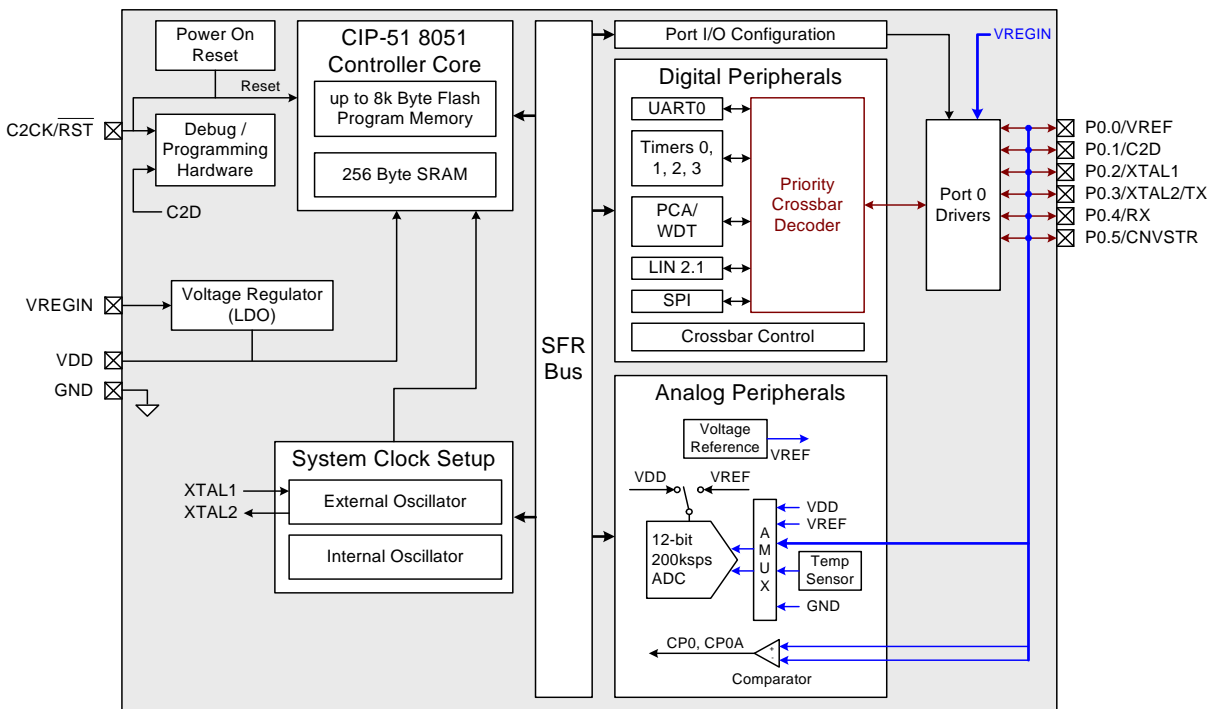 Power On
Reset
Reset
C2CK/RST
Debug /
Programming
Hardware
C2D
CIP-51 8051
Controller Core
up to 8k Byte Flash
Program Memory
256 Byte SRAM
VREGIN
Voltage Regulator
(LDO)
VDD
GND
System Clock Setup
XTAL1
XTAL2
External Oscillator
Internal Oscillator
SFR
Bus
Port I/O Configuration
Digital Peripherals
UART0
Timers 0,
1, 2, 3
PCA/
WDT
LIN 2.1
SPI
Priority
Crossbar
Decoder
Crossbar Control
VREGIN
Port 0
Drivers
P0.0/VREF
P0.1/C2D
P0.2/XTAL1
P0.3/XTAL2/TX
P0.4/RX
P0.5/CNVSTR
Analog Peripherals
Voltage
Reference
VREF
VDD
VREF
12-bit
200ksps
ADC
A
M
U
X
VDD
VREF
Temp
Sensor
GND
CP0, CP0A
+
-
Comparator